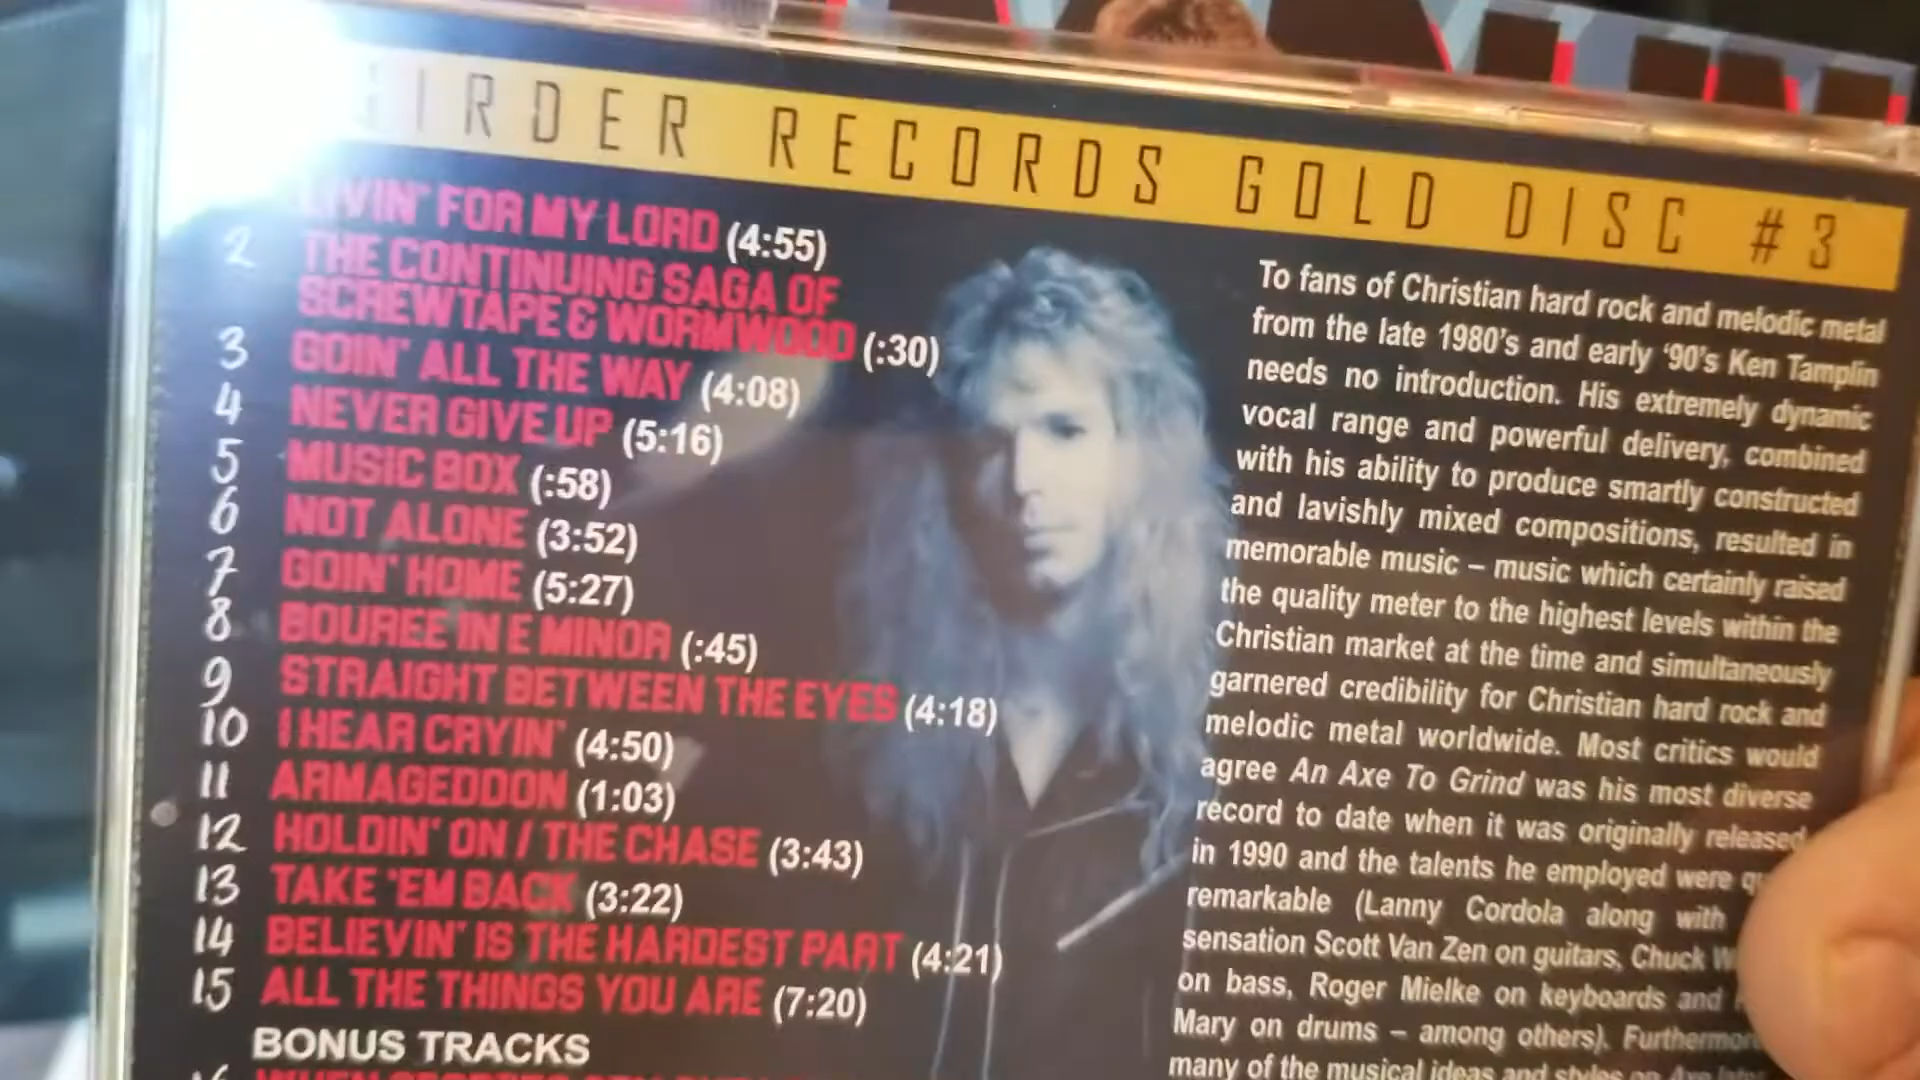 GIRDER RECORDS GOLD DISC #3
LIVIN' FOR MY LORD (4:55)
2 THE CONTINUING SAGA OF
SCREWTAPE & WORMWOOD (:30)
3 GOIN' ALL THE WAY (4:08)
4 NEVER GIVE UP (5:16)
5 MUSIC BOX (:58)
6 NOT ALONE (3:52)
7 GOIN' HOME (5:27)
8 BOUREE IN E MINOR (:45)
9 STRAIGHT BETWEEN THE EYES (4:18)
10 I HEAR CRYIN' (4:50)
11 ARMAGEDDON (1:03)
12 HOLDIN' ON / THE CHASE (3:43)
13 TAKE 'EM BACK (3:22)
14 BELIEVIN' IS THE HARDEST PART (4:21)
15 ALL THE THINGS YOU ARE (7:20)
BONUS TRACKS
16
To fans of Christian hard rock and melodic metal
from the late 1980's and early '90's Ken Tamplin
needs no introduction. His extremely dynamic
vocal range and powerful delivery, combined
with his ability to produce smartly constructed
and lavishly mixed compositions, resulted in
memorable music – music which certainly raised
the quality meter to the highest levels within the
Christian market at the time and simultaneously
garnered credibility for Christian hard rock and
melodic metal worldwide. Most critics would
agree An Axe To Grind was his most diverse
record to date when it was originally released
in 1990 and the talents he employed were
remarkable (Lanny Cordola along with
sensation Scott Van Zen on guitars, Chuck
on bass, Roger Mielke on keyboards and
Mary on drums – among others). Furthermore
many of the musical ideas and styles on Axe